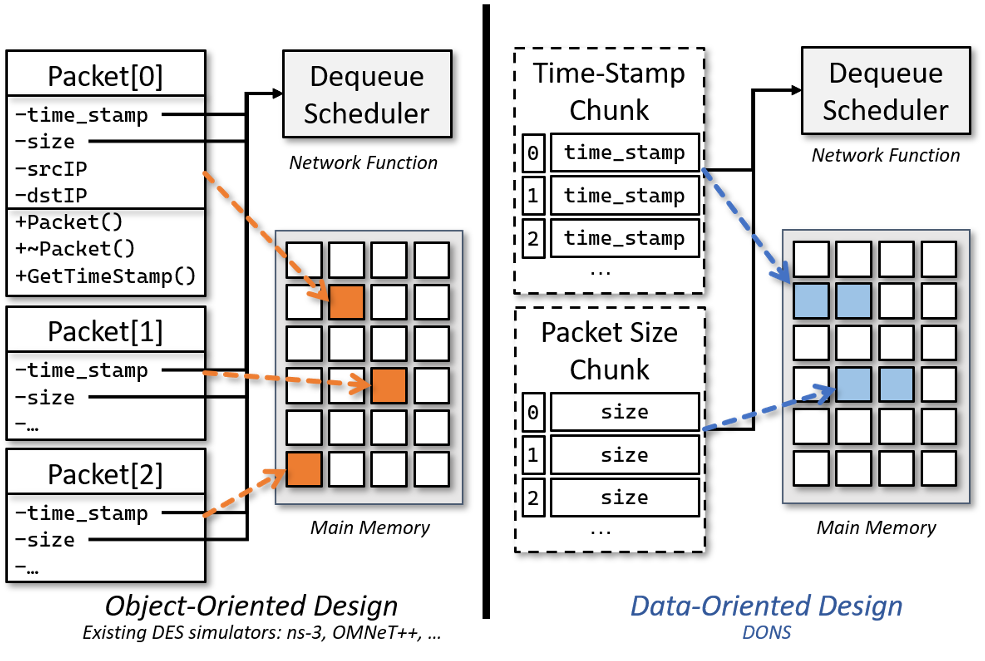 Packet[0]
-time_stamp
-size
-srcIP
-dstIP
+Packet()
+~Packet()
+GetTimeStamp()
Packet[1]
-time_stamp
-size
-…
Packet[2]
-time_stamp
-size
-…
Dequeue
Scheduler
Network Function
Main Memory
Object-Oriented Design
Existing DES simulators: ns-3, OMNeT++, …
Time-Stamp
Chunk
0 time_stamp
1 time_stamp
2 time_stamp
…
Packet Size
Chunk
0 size
1 size
2 size
…
Dequeue
Scheduler
Network Function
Main Memory
Data-Oriented Design
DONS